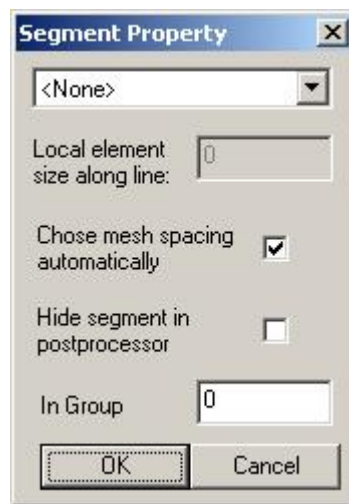 Segment Property
<None>
Local element
size along line:
0
Chose mesh spacing
automatically
Hide segment in
postprocessor
In Group
0
OK
Cancel